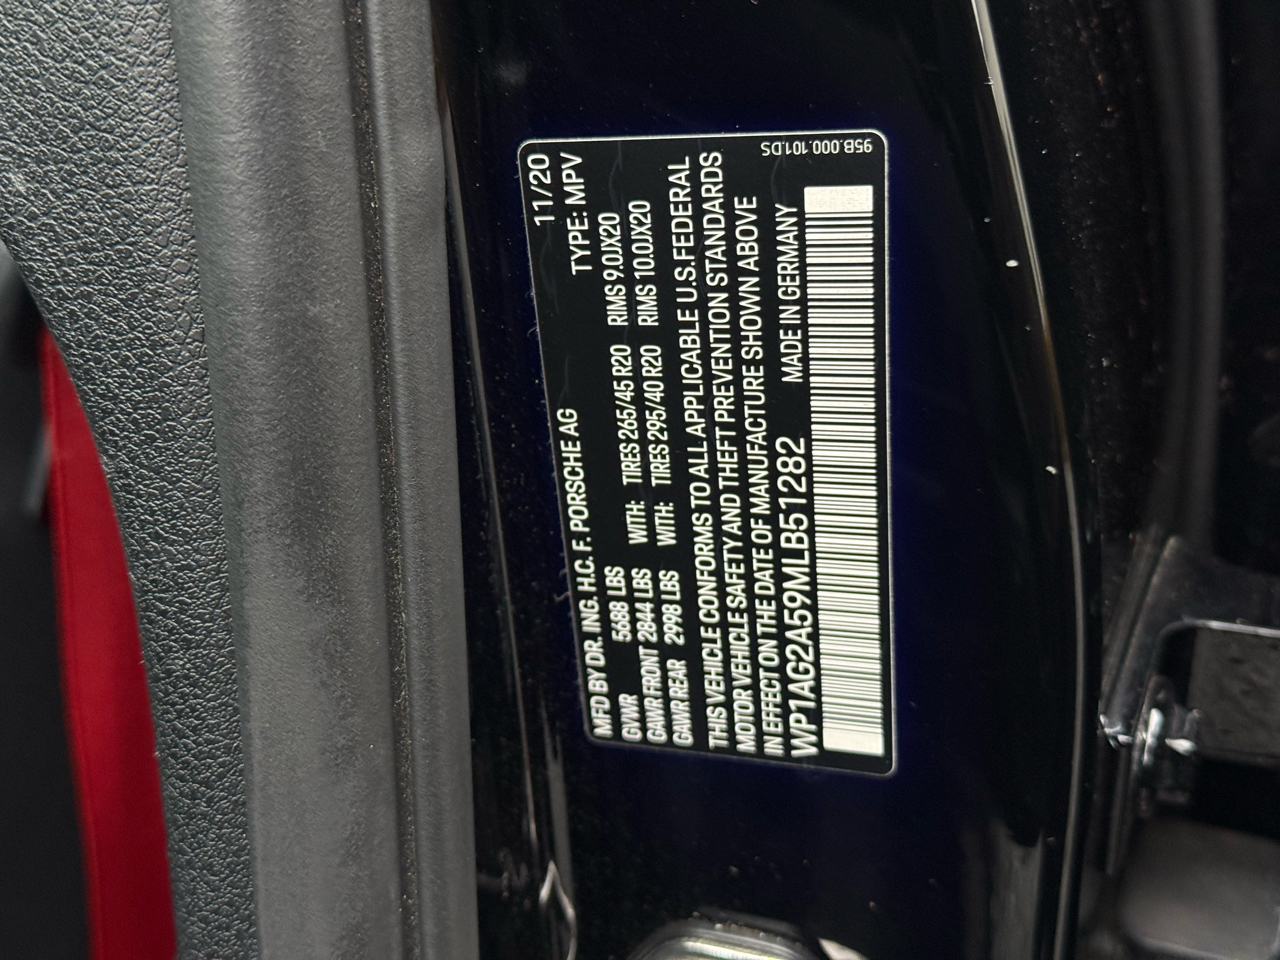 11/20
MFD BY DR. ING. H.C. F. PORSCHE AG TYPE: MPV
GVWR 5688 LBS WITH: TIRES 265/45 R20 RIMS 9.0JX20
GAWR FRONT 2844 LBS WITH: TIRES 295/40 R20 RIMS 10.0JX20
GAWR REAR 2998 LBS
THIS VEHICLE CONFORMS TO ALL APPLICABLE U.S.FEDERAL
MOTOR VEHICLE SAFETY AND THEFT PREVENTION STANDARDS
IN EFFECT ON THE DATE OF MANUFACTURE SHOWN ABOVE
WP1AG2A59MLB51282 MADE IN GERMANY
95B.000.101.DS